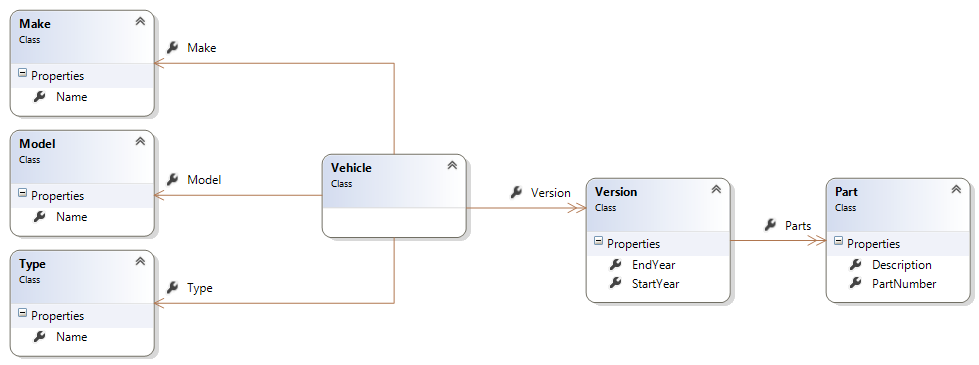 Make
Class
Properties
Name
Make
Model
Class
Properties
Name
Model
Type
Class
Properties
Name
Type
Vehicle
Class
Version
Version
Class
Properties
EndYear
StartYear
Parts
Part
Class
Properties
Description
PartNumber